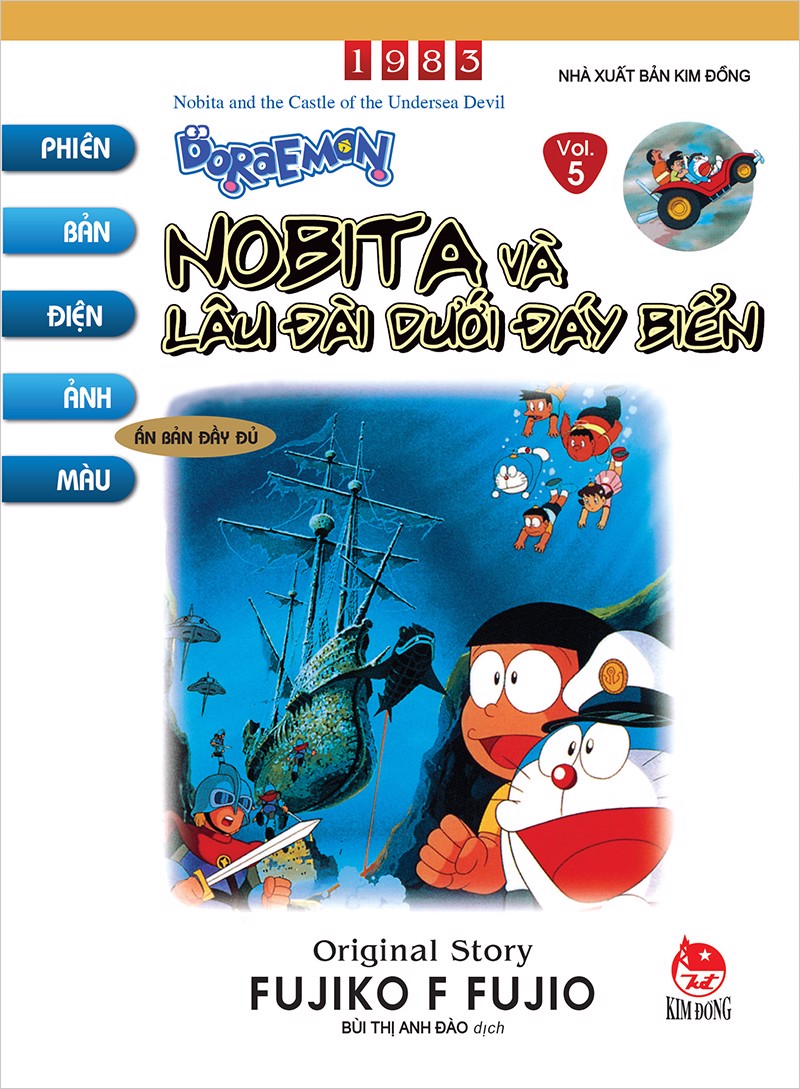 1983
NHÀ XUẤT BẢN KIM ĐỒNG
Nobita and the Castle of the Undersea Devil
DORAEMON
Vol.
5
NOBITA VÀ
LÂU ĐÀI DƯỚI ĐÁY BIỂN
PHIÊN
BẢN
ĐIỆN
ẢNH
MÀU
ẤN BẢN ĐẦY ĐỦ
Original Story
FUJIKO F FUJIO
BÙI THỊ ANH ĐÀO dịch
KIM ĐỒNG